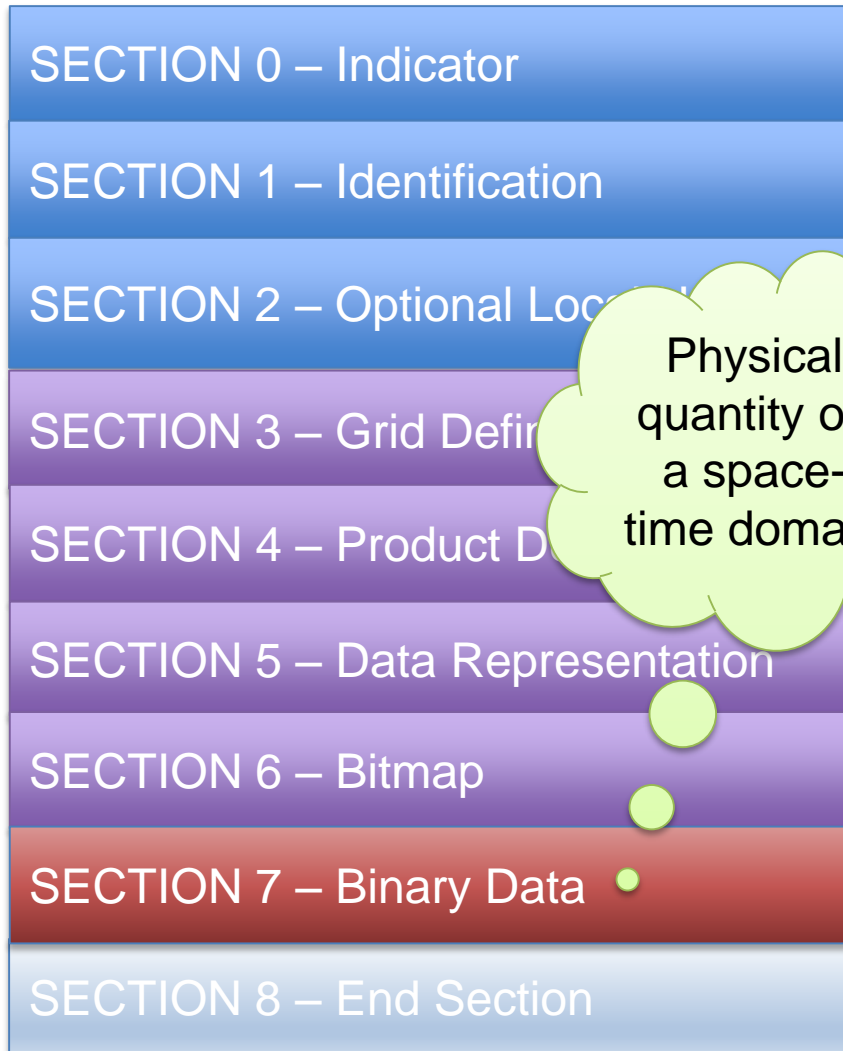 SECTION 0 – Indicator
SECTION 1 – Identification
SECTION 2 – Optional
SECTION 3 – Grid
Physical
quantity
a space-
time
SECTION 4 – Product
SECTION 5 – Data Representation
SECTION 6 – Bitmap
SECTION 7 – Binary Data
SECTION 8 – End Section